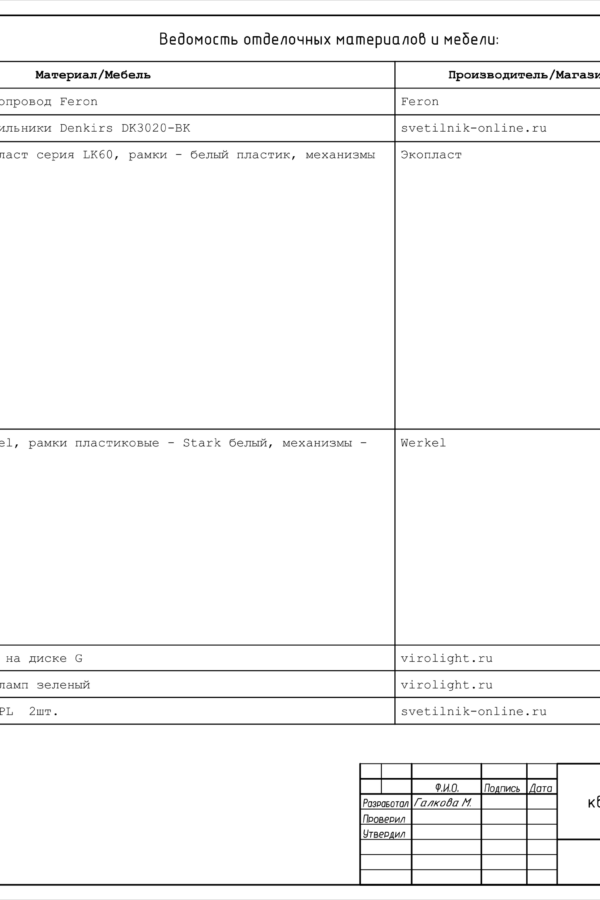 Ведомость отделочных материалов и мебели:
Материал/Мебель Производитель/Магази
опровод Feron Feron
ильники Denkirs DK3020-BK svetilnik-online.ru
ласт серия LK60, рамки - белый пластик, механизмы Экопласт
el, рамки пластиковые - Stark белый, механизмы - Werkel
на диске G virolight.ru
ламп зеленый virolight.ru
PL 2шт. svetilnik-online.ru
Ф.И.О. Подпись Дата
Разработал Галкова М.
Проверил
Утвердил
кв